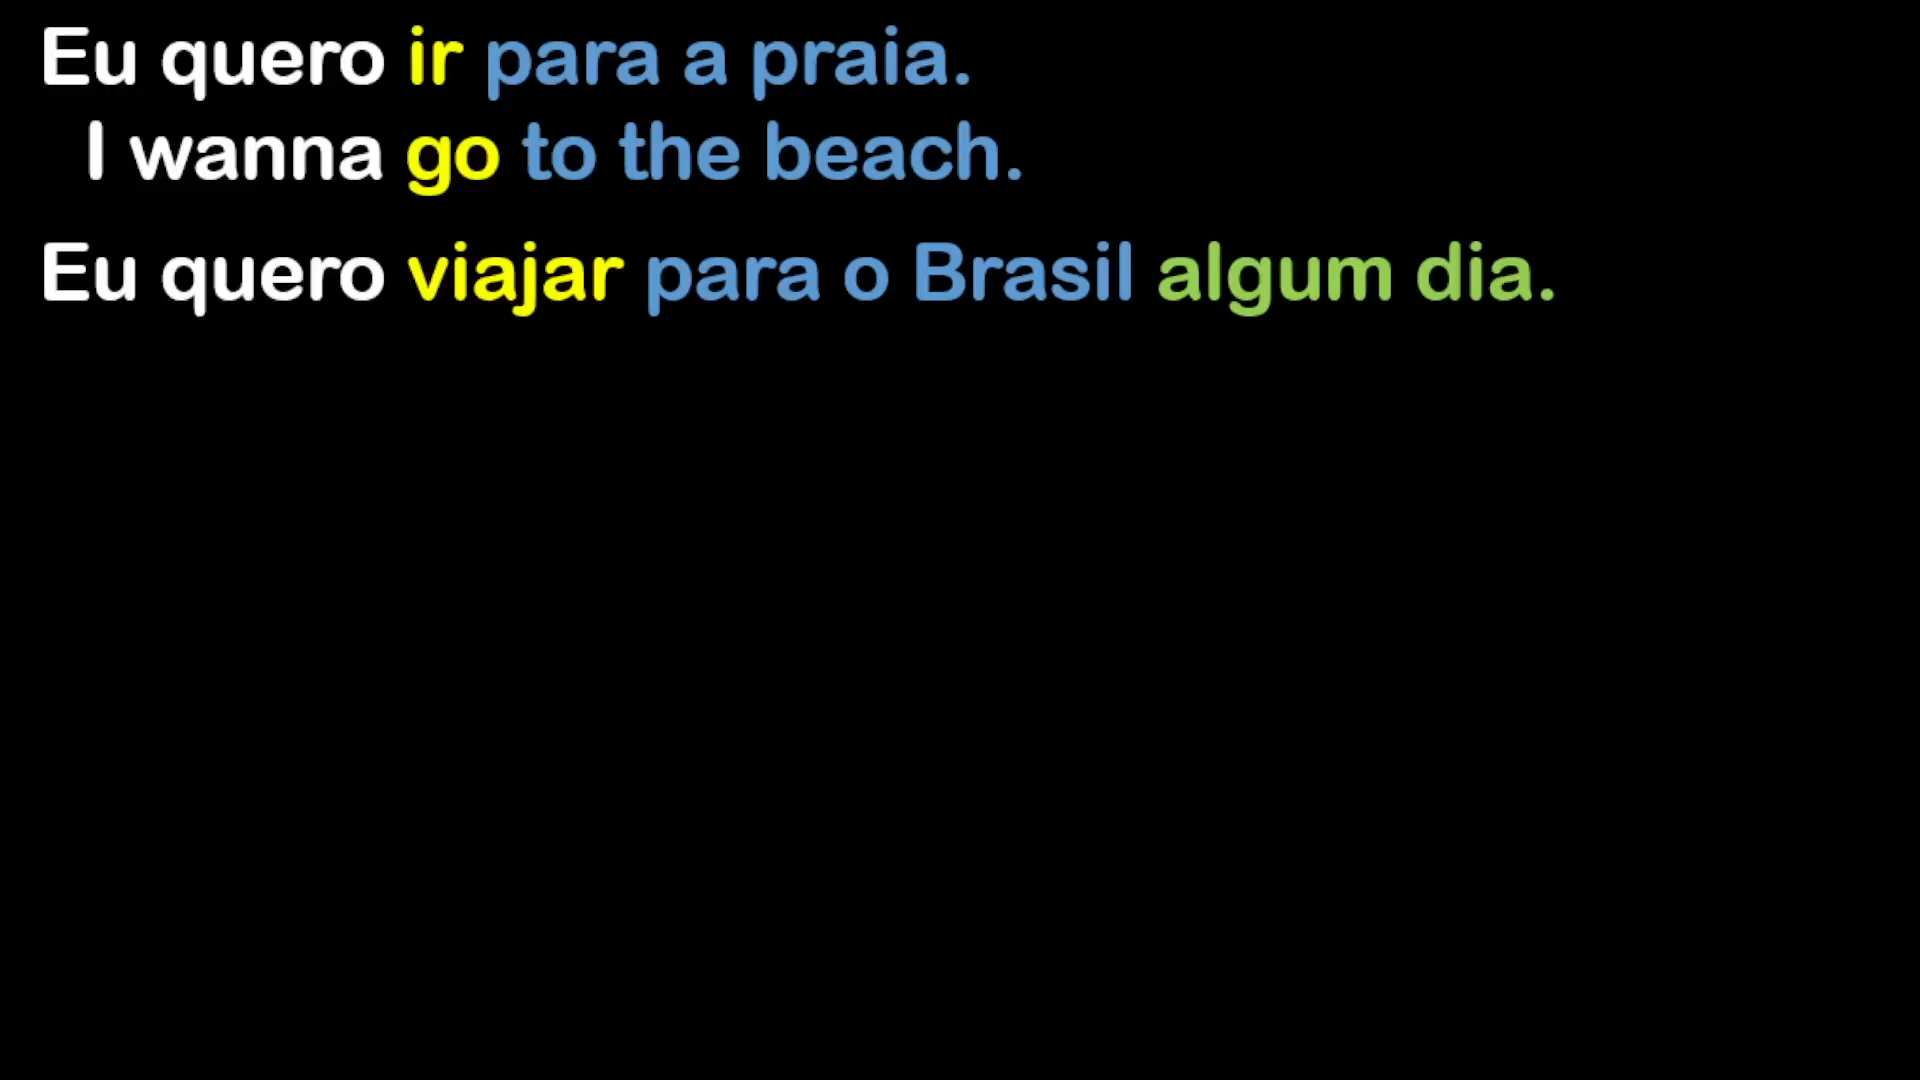 Eu quero ir para a praia.
I wanna go to the beach.
Eu quero viajar para o Brasil algum dia.